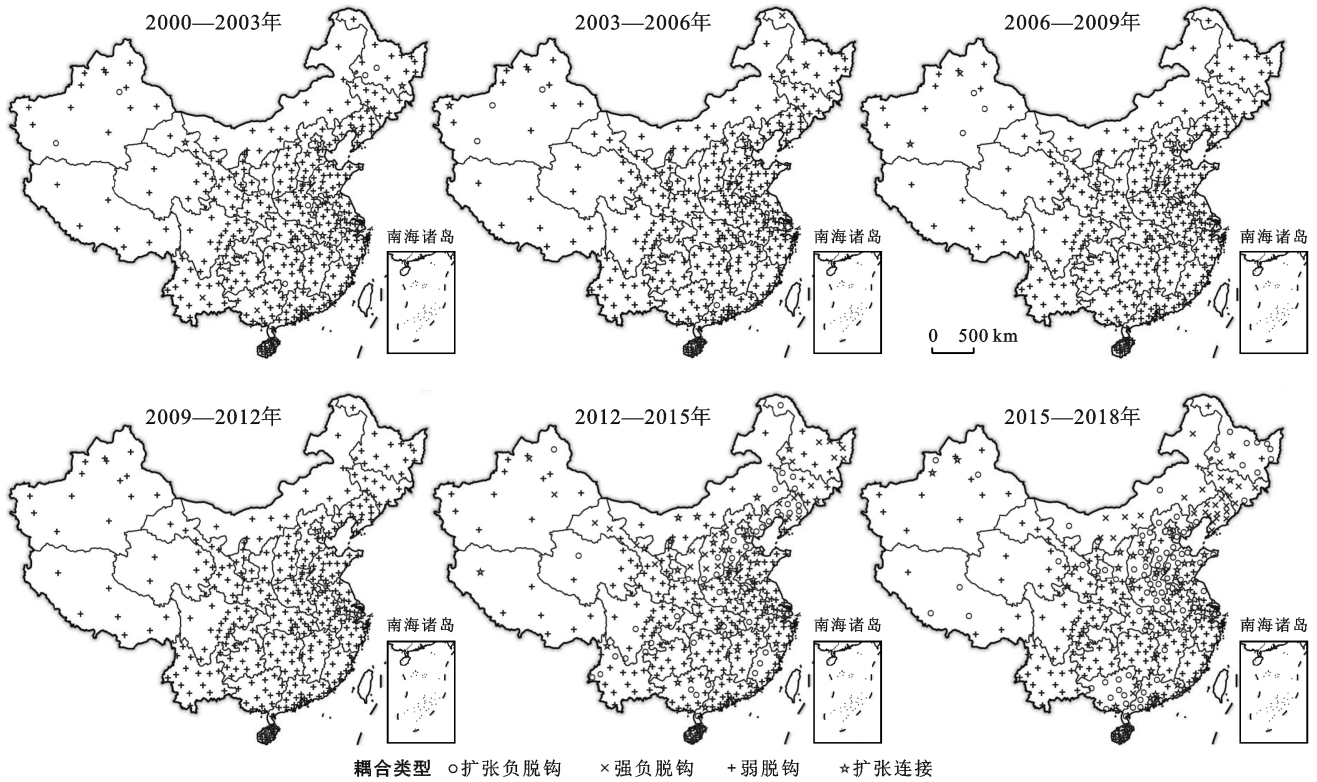 2000—2003年
2003—2006年
2006—2009年
南海诸岛
南海诸岛
南海诸岛
0 500 km
2009—2012年
2012—2015年
2015—2018年
南海诸岛
南海诸岛
南海诸岛
耦合类型 ○扩张负脱钩 ×强负脱钩 +弱脱钩 ☆扩张连接